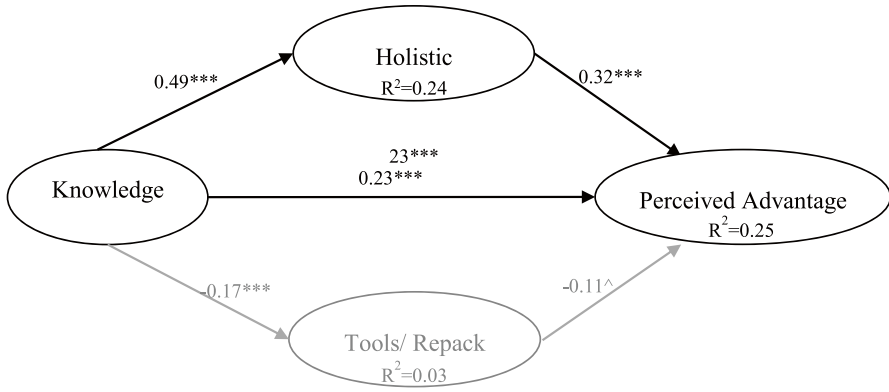 Holistic
R²=0.24
0.49***
0.32***
23***
0.23***
Knowledge
Perceived Advantage
R²=0.25
-0.17***
-0.11^
Tools/ Repack
R²=0.03